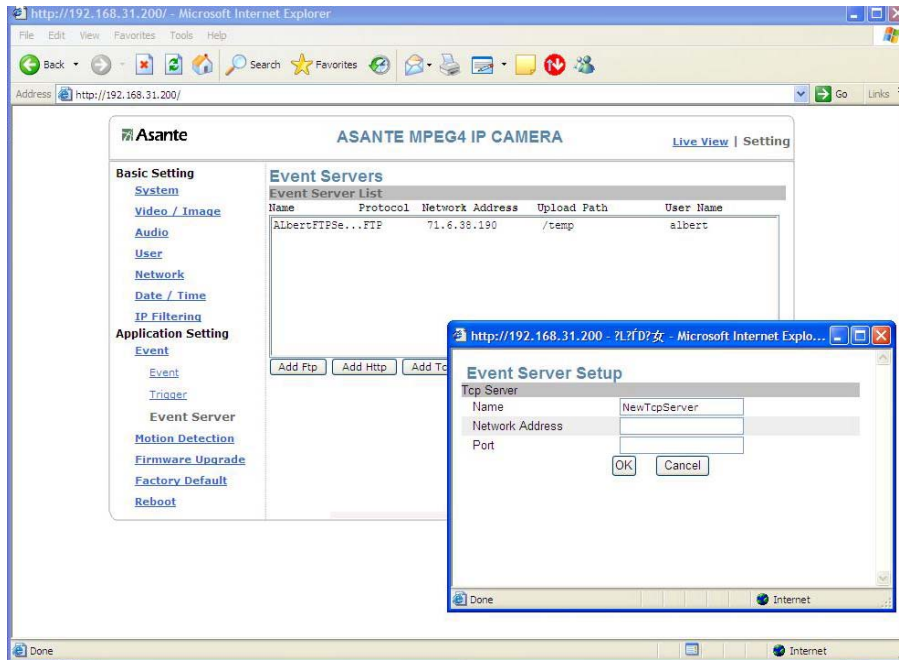 http://192.168.31.200/ - Microsoft Internet Explorer
File Edit View Favorites Tools Help
Back Search Favorites
Address http://192.168.31.200/ Go Links
Asante ASANTE MPEG4 IP CAMERA Live View | Setting
Basic Setting
System
Video / Image
Audio
User
Network
Date / Time
IP Filtering
Application Setting
Event
Event
Trigger
Event Server
Motion Detection
Firmware Upgrade
Factory Default
Reboot
Event Servers
Event Server List
Name Protocol Network Address Upload Path User Name
ALbertFTPSe...FTP 71.6.38.190 /temp albert
Add Ftp Add Http Add Tc
http://192.168.31.200 - - Microsoft Internet Explo...
Event Server Setup
Tcp Server
Name NewTcpServer
Network Address
Port
OK Cancel
Done Internet
Done Internet